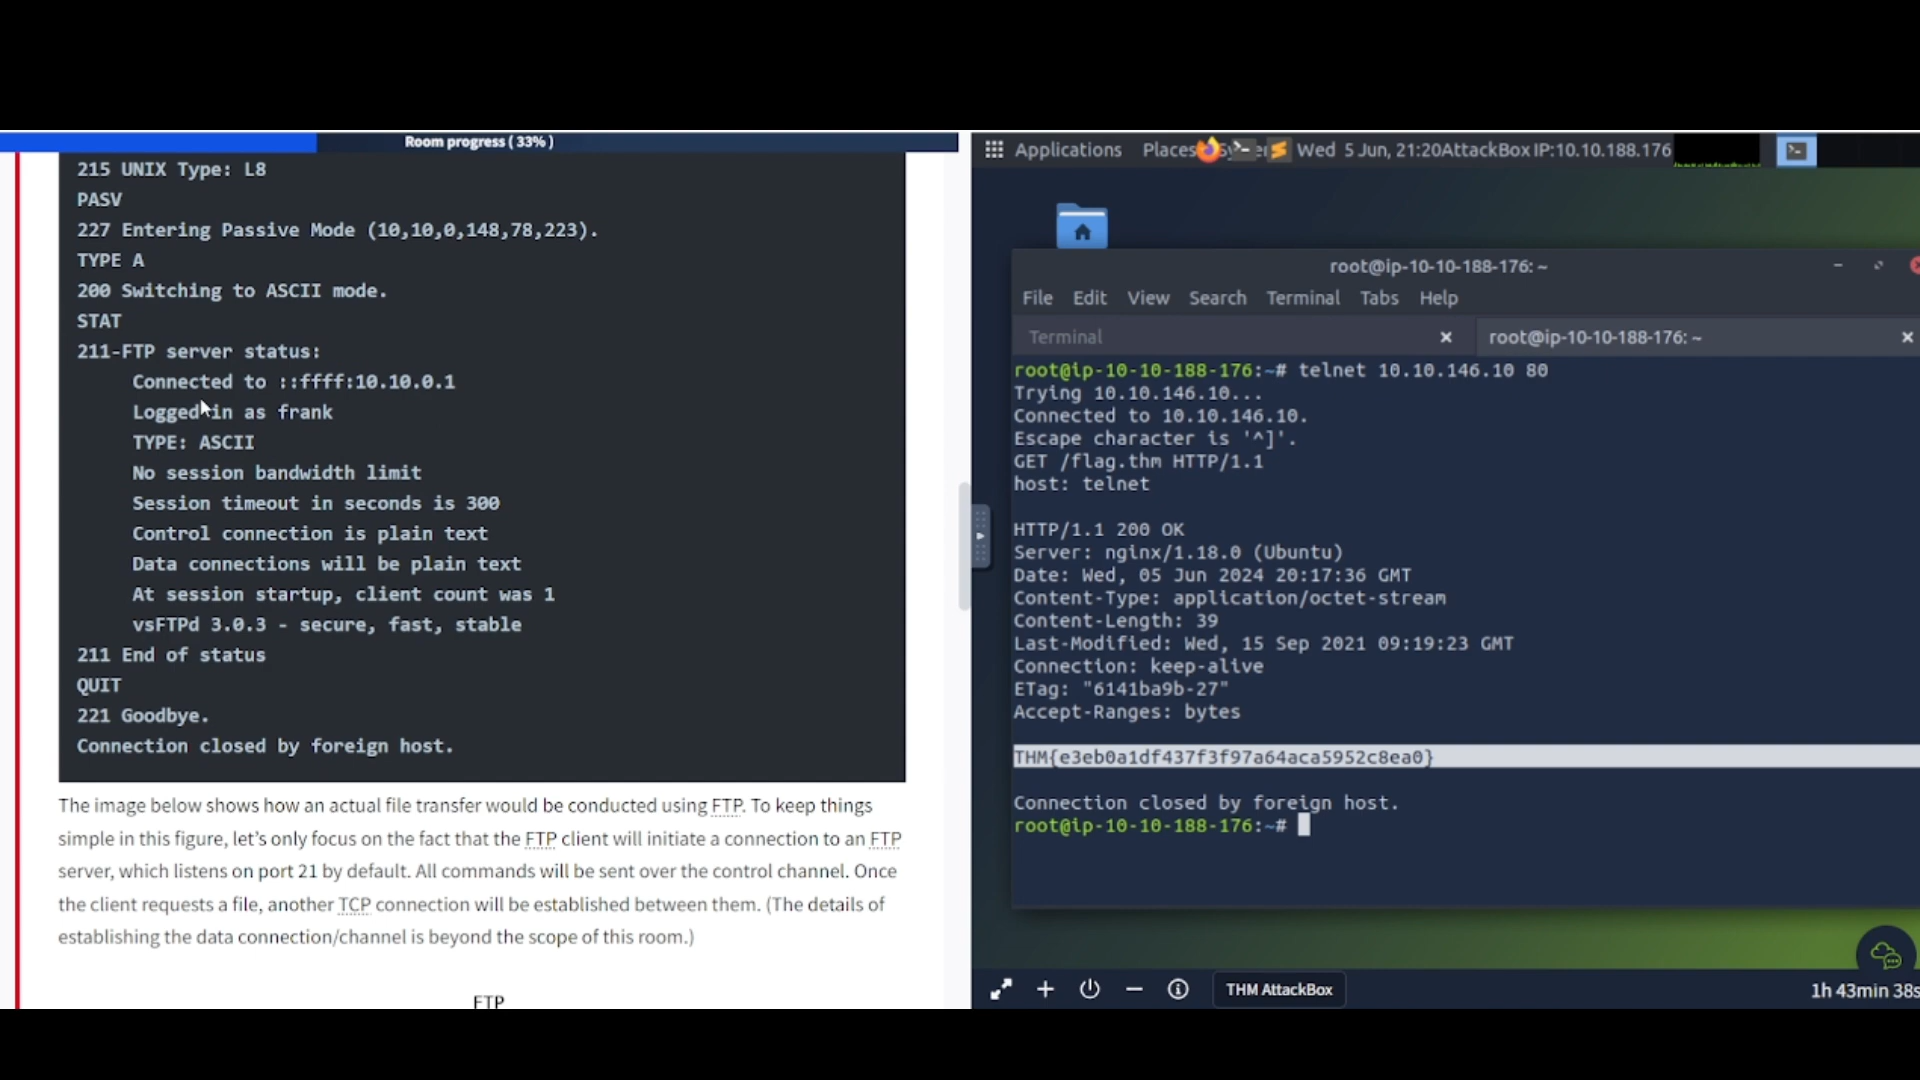 Room progress ( 33% )
215 UNIX Type: L8
PASV
227 Entering Passive Mode (10,10,0,148,78,223).
TYPE A
200 Switching to ASCII mode.
STAT
211-FTP server status:
Connected to ::ffff:10.10.0.1
Logged in as frank
TYPE: ASCII
No session bandwidth limit
Session timeout in seconds is 300
Control connection is plain text
Data connections will be plain text
At session startup, client count was 1
vsFTPd 3.0.3 - secure, fast, stable
211 End of status
QUIT
221 Goodbye.
Connection closed by foreign host.
The image below shows how an actual file transfer would be conducted using FTP. To keep things
simple in this figure, let's only focus on the fact that the FTP client will initiate a connection to an FTP
server, which listens on port 21 by default. All commands will be sent over the control channel. Once
the client requests a file, another TCP connection will be established between them. (The details of
establishing the data connection/channel is beyond the scope of this room.)
FTP
Applications Places Wed 5 Jun, 21:20 AttackBox IP:10.10.188.176
root@ip-10-10-188-176: ~
File Edit View Search Terminal Tabs Help
Terminal
root@ip-10-10-188-176: ~
root@ip-10-10-188-176:~# telnet 10.10.146.10 80
Trying 10.10.146.10...
Connected to 10.10.146.10.
Escape character is '^]'.
GET /flag.thm HTTP/1.1
host: telnet
HTTP/1.1 200 OK
Server: nginx/1.18.0 (Ubuntu)
Date: Wed, 05 Jun 2024 20:17:36 GMT
Content-Type: application/octet-stream
Content-Length: 39
Last-Modified: Wed, 15 Sep 2021 09:19:23 GMT
Connection: keep-alive
ETag: "6141ba9b-27"
Accept-Ranges: bytes
THM{e3eb0a1df437f3f97a64aca5952c8ea0}
Connection closed by foreign host.
root@ip-10-10-188-176:~#
THM AttackBox
1h 43min 38s